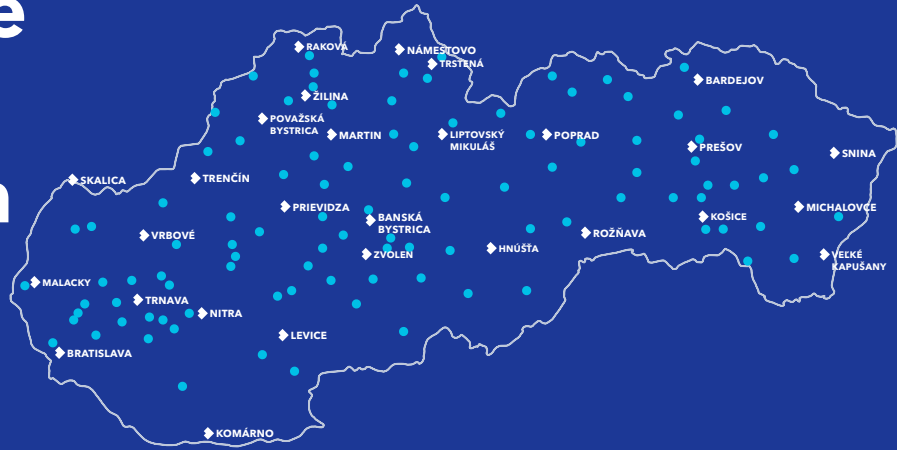 e
RAKOVÁ
NÁMESTOVO
TRSTENÁ
BARDEJOV
ŽILINA
POVAŽSKÁ
BYSTRICA
MARTIN
LIPTOVSKÝ
MIKULÁŠ
POPRAD
PREŠOV
SNINA
SKALICA
TRENČÍN
n
PRIEVIDZA
BANSKÁ
BYSTRICA
KOŠICE
MICHALOVCE
VRBOVÉ
ZVOLEN
HNÚŠŤA
ROŽŇAVA
VEĽKÉ
KAPUŠANY
MALACKY
TRNAVA
NITRA
LEVICE
BRATISLAVA
KOMÁRNO